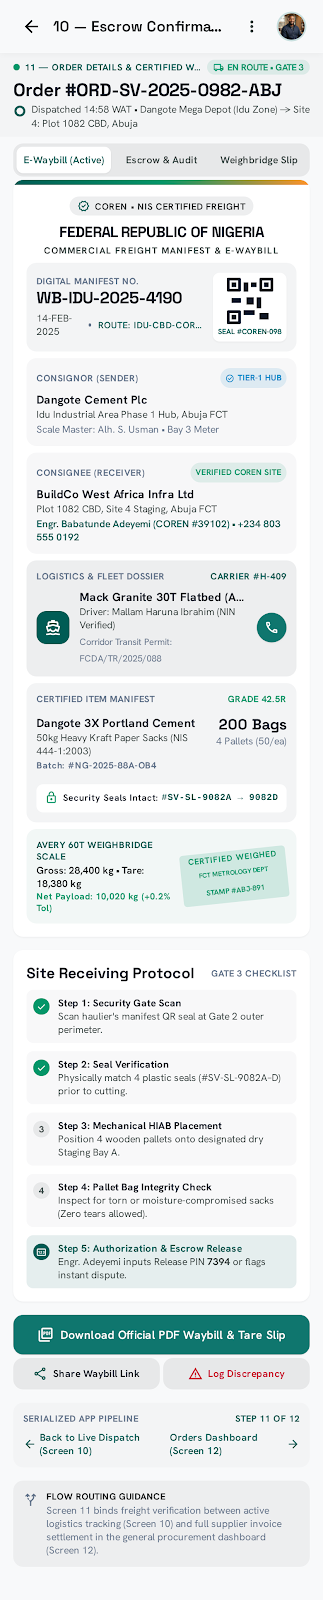 10 — Escrow Confirma...
11 — ORDER DETAILS & CERTIFIED W...
EN ROUTE • GATE 3
Order #ORD-SV-2025-0982-ABJ
Dispatched 14:58 WAT • Dangote Mega Depot (Idu Zone) → Site
4: Plot 1082 CBD, Abuja
E-Waybill (Active)
Escrow & Audit
Weighbridge Slip
COREN • NIS CERTIFIED FREIGHT
FEDERAL REPUBLIC OF NIGERIA
COMMERCIAL FREIGHT MANIFEST & E-WAYBILL
DIGITAL MANIFEST NO.
WB-IDU-2025-4190
14-FEB-
2025
• ROUTE: IDU-CBD-COR...
SEAL #COREN-098
CONSIGNOR (SENDER)
TIER-1 HUB
Dangote Cement Plc
Idu Industrial Area Phase 1 Hub, Abuja FCT
Scale Master: Alh. S. Usman • Bay 3 Meter
CONSIGNEE (RECEIVER)
VERIFIED COREN SITE
BuildCo West Africa Infra Ltd
Plot 1082 CBD, Site 4 Staging, Abuja FCT
Engr. Babatunde Adeyemi (COREN #39102) • +234 803
555 0192
LOGISTICS & FLEET DOSSIER
CARRIER #H-409
Mack Granite 30T Flatbed (A...
Driver: Mallam Haruna Ibrahim (NIN
Verified)
Corridor Transit Permit:
FCDA/TR/2025/088
CERTIFIED ITEM MANIFEST
GRADE 42.5R
Dangote 3X Portland Cement
50kg Heavy Kraft Paper Sacks (NIS
444-1:2003)
Batch: #NG-2025-88A-OB4
200 Bags
4 Pallets (50/ea)
Security Seals Intact: #SV-SL-9082A → 9082D
AVERY 60T WEIGHBRIDGE
SCALE
Gross: 28,400 kg • Tare:
18,380 kg
Net Payload: 10,020 kg (+0.2%
Tol)
CERTIFIED WEIGHED
FCT METROLOGY DEPT
STAMP #ABJ-891
Site Receiving Protocol
GATE 3 CHECKLIST
Step 1: Security Gate Scan
Scan haulier's manifest QR seal at Gate 2 outer
perimeter.
Step 2: Seal Verification
Physically match 4 plastic seals (#SV-SL-9082A-D)
prior to cutting.
3
Step 3: Mechanical HIAB Placement
Position 4 wooden pallets onto designated dry
Staging Bay A.
4
Step 4: Pallet Bag Integrity Check
Inspect for torn or moisture-compromised sacks
(Zero tears allowed).
Step 5: Authorization & Escrow Release
Engr. Adeyemi inputs Release PIN 7394 or flags
instant dispute.
Download Official PDF Waybill & Tare Slip
Share Waybill Link
Log Discrepancy
SERIALIZED APP PIPELINE
STEP 11 OF 12
← Back to Live Dispatch
(Screen 10)
Orders Dashboard →
(Screen 12)
FLOW ROUTING GUIDANCE
Screen 11 binds freight verification between active
logistics tracking (Screen 10) and full supplier invoice
settlement in the general procurement dashboard
(Screen 12).